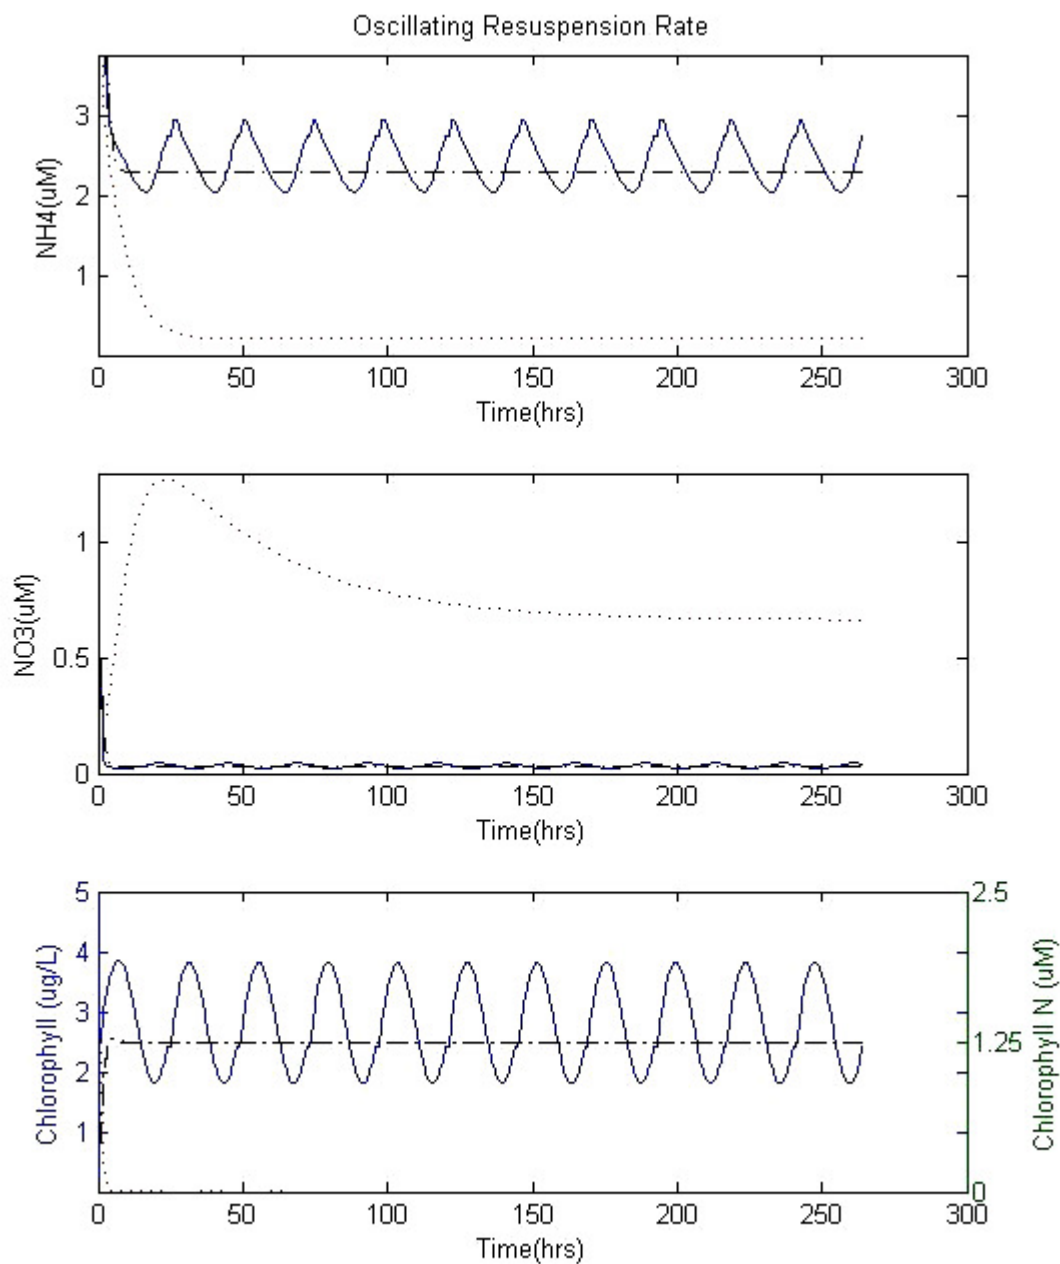 Oscillating Resuspension Rate
NH4(uM)
3
2
1
0 50 100 150 200 250 300
Time(hrs)
NO3(uM)
1
0.5
0
0 50 100 150 200 250 300
Time(hrs)
Chlorophyll (ug/L)
5
4
3
2
1
2.5
1.25
0
Chlorophyll N (uM)
0 50 100 150 200 250 300
Time(hrs)